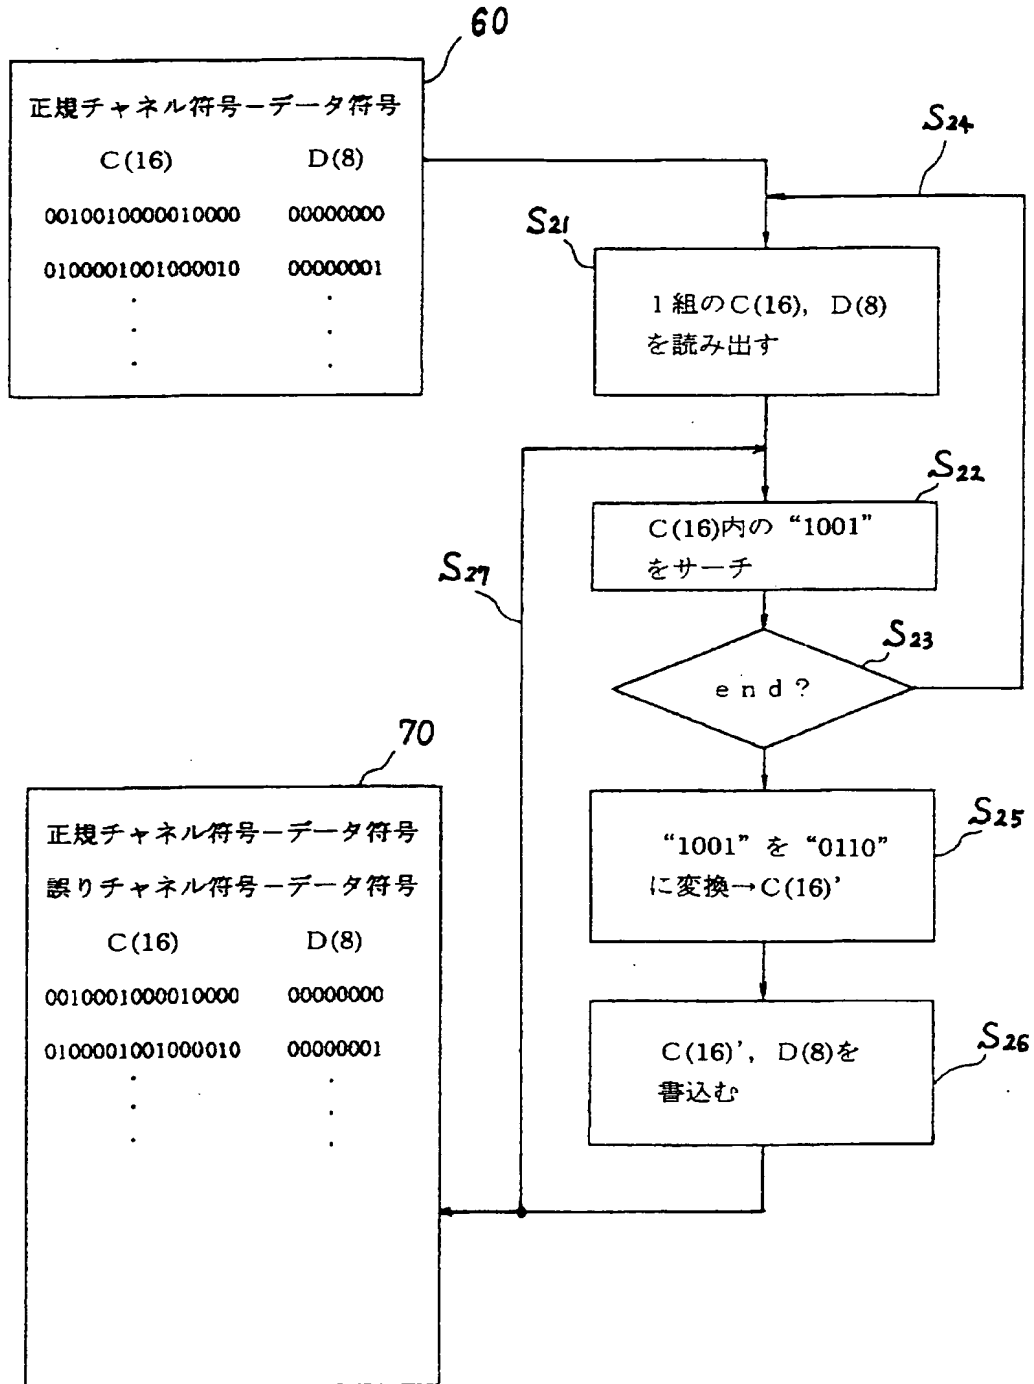 60
正規チャネル符号−データ符号
C(16) D(8)
0010010000010000 00000000
0100001001000010 00000001
S24
S21
1組のC(16), D(8)
を読み出す
S22
C(16)内の “1001”
をサーチ
S27
S23
end?
70
正規チャネル符号−データ符号
誤りチャネル符号−データ符号
C(16) D(8)
0010001000010000 00000000
0100001001000010 00000001
S25
“1001” を “0110”
に変換→C(16)’
S26
C(16)’, D(8)を
書込む